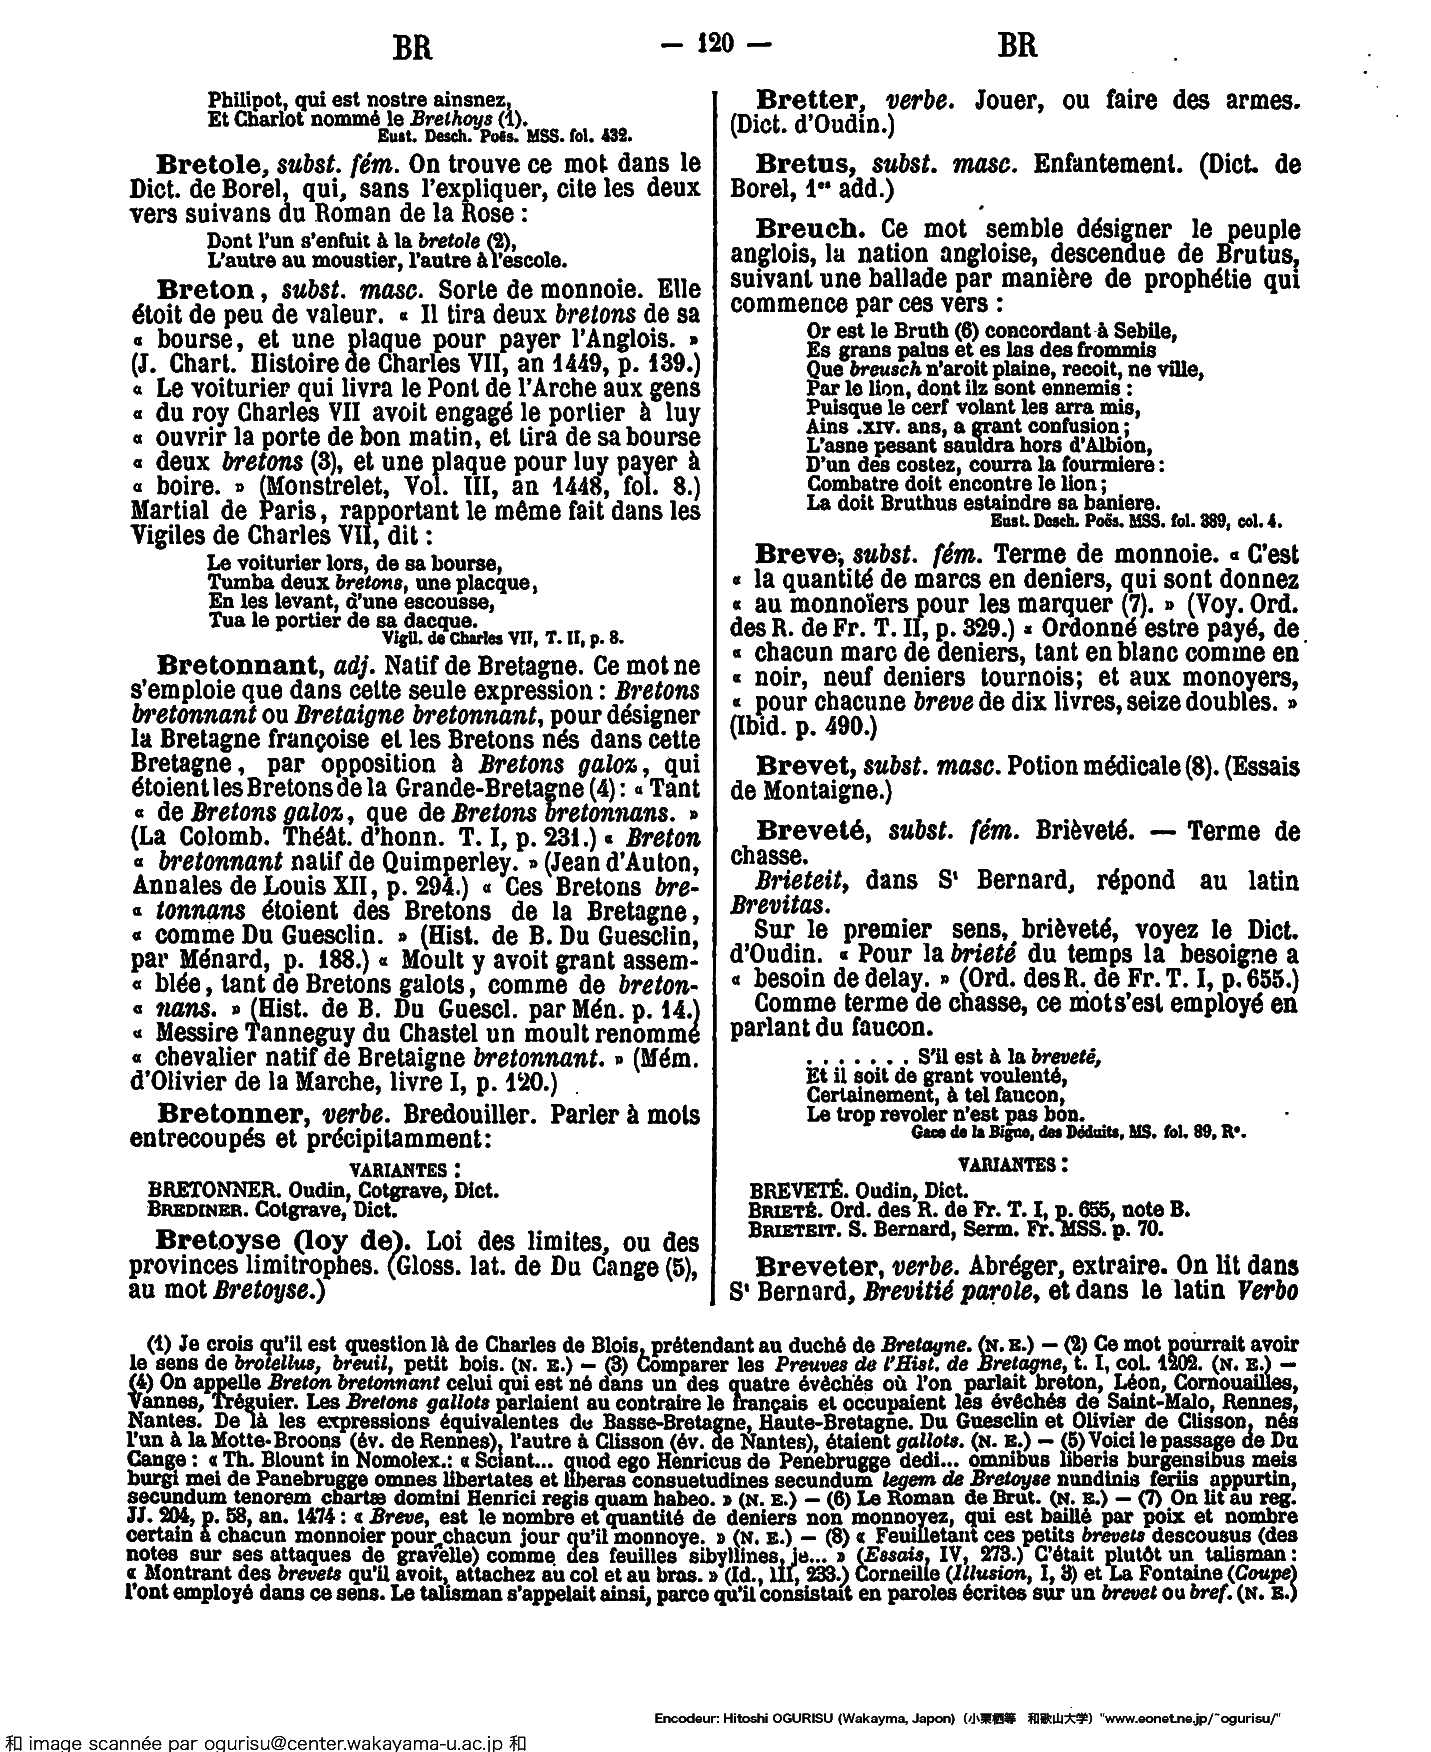 BR
— 120 —
BR
Philipot, qui est nostre ainsnez,
Et Charlot nommé le Brethoys (1).
Eust. Desch. Poës. MSS. fol. 432.
Bretole, subst. fém. On trouve ce mot dans le
Dict. de Borel, qui, sans l'expliquer, cite les deux
vers suivans du Roman de la Rose :
Dont l'un s'enfuit à la bretole (2),
L'autre au moustier, l'autre à l'escole.
Breton, subst. masc. Sorte de monnoie. Elle
étoit de peu de valeur. « Il tira deux bretons de sa
« bourse, et une plaque pour payer l'Anglois. »
(J. Chart. Histoire de Charles VII, an 1449, p. 139.)
« Le voiturier qui livra le Pont de l'Arche aux gens
« du roy Charles VII avoit engagé le portier à luy
« ouvrir la porte de bon matin, et tira de sa bourse
« deux bretons (3), et une plaque pour luy payer à
« boire. » (Monstrelet, Vol. III, an 1448, fol. 8.)
Martial de Paris, rapportant le même fait dans les
Vigiles de Charles VII, dit :
Le voiturier lors, de sa bourse,
Tumba deux bretons, une placque,
En les levant, d'une escousse,
Tua le portier de sa dacque.
Vigil. de Charles VII, T. II, p. 8.
Bretonnant, adj. Natif de Bretagne. Ce mot ne
s'emploie que dans cette seule expression : Bretons
bretonnant ou Bretaigne bretonnant, pour désigner
la Bretagne françoise et les Bretons nés dans cette
Bretagne, par opposition à Bretons galoz, qui
étoient les Bretons de la Grande-Bretagne (4) : « Tant
« de Bretons galoz, que de Bretons bretonnans. »
(La Colomb. Théât. d'honn. T. I, p. 231.) « Breton
« bretonnant natif de Quimperley. » (Jean d'Auton,
Annales de Louis XII, p. 294.) « Ces Bretons bre-
« tonnans étoient des Bretons de la Bretagne,
« comme Du Guesclin. » (Hist. de B. Du Guesclin,
par Ménard, p. 188.) « Moult y avoit grant assem-
« blée, tant de Bretons galots, comme de breton-
« nans. » (Hist. de B. Du Guescl. par Mén. p. 14.)
« Messire Tanneguy du Chastel un moult renommé
« chevalier natif de Bretaigne bretonnant. » (Mém.
d'Olivier de la Marche, livre I, p. 120.)
Bretonner, verbe. Bredouiller. Parler à mots
entrecoupés et précipitamment :
VARIANTES :
BRETONNER. Oudin, Cotgrave, Dict.
BREDINER. Cotgrave, Dict.
Bretoyse (loy de). Loi des limites, ou des
provinces limitrophes. (Gloss. lat. de Du Cange (5),
au mot Bretoyse.)
Bretter, verbe. Jouer, ou faire des armes.
(Dict. d'Oudin.)
Bretus, subst. masc. Enfantement. (Dict. de
Borel, 1ᵉˢ add.)
Breuch. Ce mot semble désigner le peuple
anglois, la nation angloise, descendue de Brutus,
suivant une ballade par manière de prophétie qui
commence par ces vers :
Or est le Bruth (6) concordant à Sebile,
Es grans palus et es las des frommis
Que breusch n'aroit plaine, recoit, ne ville,
Par le lion, dont ilz sont ennemis :
Puisque le cerf volant les arra mis,
Ains .XIV. ans, a grant confusion ;
L'asne pesant sauldra hors d'Albion,
D'un des costez, courra la fourmiere :
Combatre doit encontre le lion ;
La doit Bruthus estaindre sa baniere.
Eust. Desch. Poës. MSS. fol. 389, col. 4.
Breve, subst. fém. Terme de monnoie. « C'est
« la quantité de marcs en deniers, qui sont donnez
« au monnoïers pour les marquer (7). » (Voy. Ord.
des R. de Fr. T. II, p. 329.) « Ordonné estre payé, de
« chacun marc de deniers, tant en blanc comme en
« noir, neuf deniers tournois; et aux monoyers,
« pour chacune breve de dix livres, seize doubles. »
(Ibid. p. 490.)
Brevet, subst. masc. Potion médicale (8). (Essais
de Montaigne.)
Breveté, subst. fém. Brièveté. — Terme de
chasse.
Brieteit, dans Sᵗ Bernard, répond au latin
Brevitas.
Sur le premier sens, brièveté, voyez le Dict.
d'Oudin. « Pour la brieté du temps la besoigne a
« besoin de delay. » (Ord. des R. de Fr. T. I, p. 655.)
Comme terme de chasse, ce mot s'est employé en
parlant du faucon.
. . . . . . . S'il est à la breveté,
Et il soit de grant voulenté,
Certainement, à tel faucon,
Le trop revoler n'est pas bon.
Gace de la Bigne, des Déduits, MS. fol. 89, R°.
VARIANTES :
BREVETÉ. Oudin, Dict.
BRIETÉ. Ord. des R. de Fr. T. I, p. 655, note B.
BRIETEIT. S. Bernard, Serm. Fr. MSS. p. 70.
Breveter, verbe. Abréger, extraire. On lit dans
Sᵗ Bernard, Brevitié parole, et dans le latin Verbo
(1) Je crois qu'il est question là de Charles de Blois, prétendant au duché de Bretagne. (N. E.) — (2) Ce mot pourrait avoir
le sens de brotellus, breuil, petit bois. (N. E.) — (3) Comparer les Preuves de l'Hist. de Bretagne, t. I, col. 1202. (N. E.) —
(4) On appelle Breton bretonnant celui qui est né dans un des quatre évêchés où l'on parlait breton, Léon, Cornouailles,
Vannes, Tréguier. Les Bretons gallots parlaient au contraire le français et occupaient les évêchés de Saint-Malo, Rennes,
Nantes. De là les expressions équivalentes de Basse-Bretagne, Haute-Bretagne. Du Guesclin et Olivier de Clisson, nés
l'un à la Motte-Broons (év. de Rennes), l'autre à Clisson (év. de Nantes), étaient gallots. (N. E.) — (5) Voici le passage de Du
Cange : « Th. Blount in Nomolex.: « Sciant... quod ego Henricus de Penebrugge dedi... omnibus liberis burgensibus meis
burgi mei de Panebrugge omnes libertates et liberas consuetudines secundum legem de Bretoyse nundinis feriis appurtin,
secundum tenorem chartæ domini Henrici regis quam habeo. » (N. E.) — (6) Le Roman de Brut. (N. E.) — (7) On lit au reg.
JJ. 204, p. 58, an. 1474 : « Breve, est le nombre et quantité de deniers non monnoyez, qui est baillé par poix et nombre
certain à chacun monnoier pour chacun jour qu'il monnoye. » (N. E.) — (8) « Feuilletant ces petits brevets descousus (des
notes sur ses attaques de gravelle) comme des feuilles sibyllines, je... » (Essais, IV, 273.) C'était plutôt un talisman :
« Montrant des brevets qu'il avoit, attachez au col et au bras. » (Id., III, 233.) Corneille (Illusion, I, 3) et La Fontaine (Coupe)
l'ont employé dans ce sens. Le talisman s'appelait ainsi, parce qu'il consistait en paroles écrites sur un brevet ou bref. (N. E.)
Encodeur: Hitoshi OGURISU (Wakayma, Japon) (小栗栖等 和歌山大学) "www.eonet.ne.jp/~ogurisu/"
和 image scannée par ogurisu@center.wakayama-u.ac.jp 和